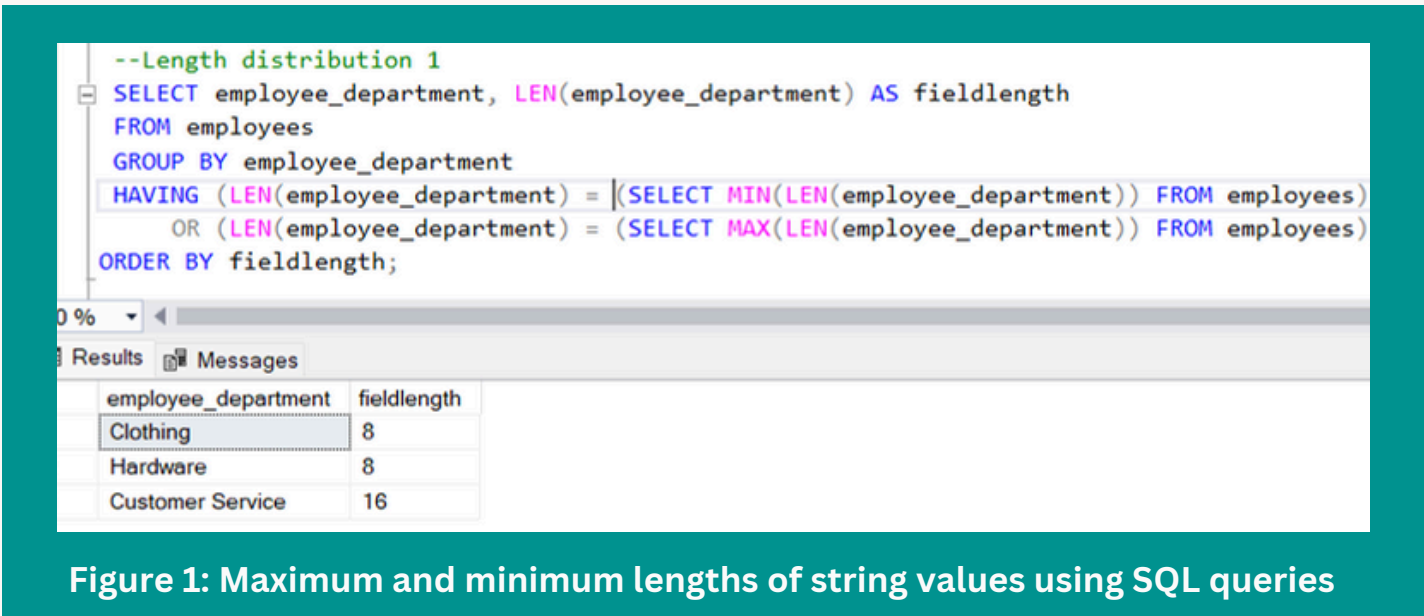 --Length distribution 1
SELECT employee_department, LEN(employee_department) AS fieldlength
FROM employees
GROUP BY employee_department
HAVING (LEN(employee_department) = (SELECT MIN(LEN(employee_department)) FROM employees)
OR (LEN(employee_department) = (SELECT MAX(LEN(employee_department)) FROM employees)
ORDER BY fieldlength;
0 %
Results Messages
employee_department fieldlength
Clothing 8
Hardware 8
Customer Service 16
Figure 1: Maximum and minimum lengths of string values using SQL queries